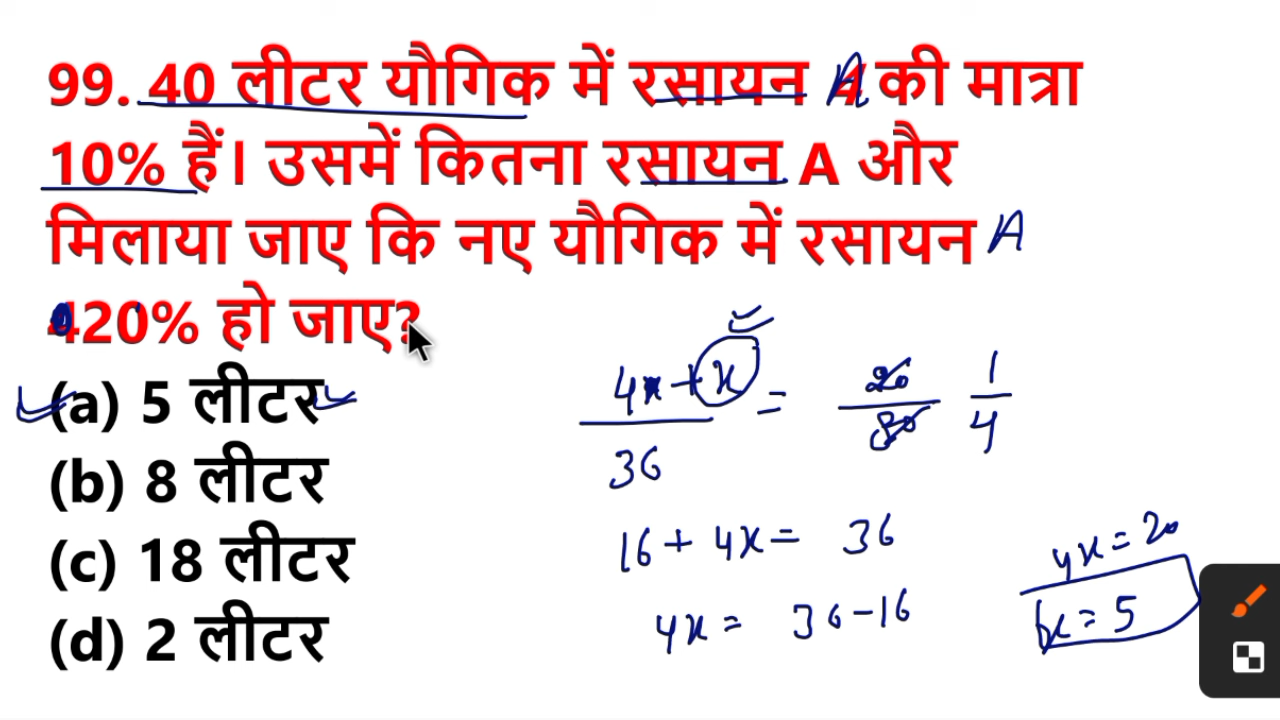 99. 40 लीटर यौगिक में रसायन A की मात्रा
10% हैं। उसमें कितना रसायन A और
मिलाया जाए कि नए यौगिक में रसायन A
420% हो जाए?
(a) 5 लीटर
(b) 8 लीटर
(c) 18 लीटर
(d) 2 लीटर
4 + x / 36 = 20 / 80 1 / 4
16 + 4x = 36
4x = 36 - 16
4x = 20
x = 5